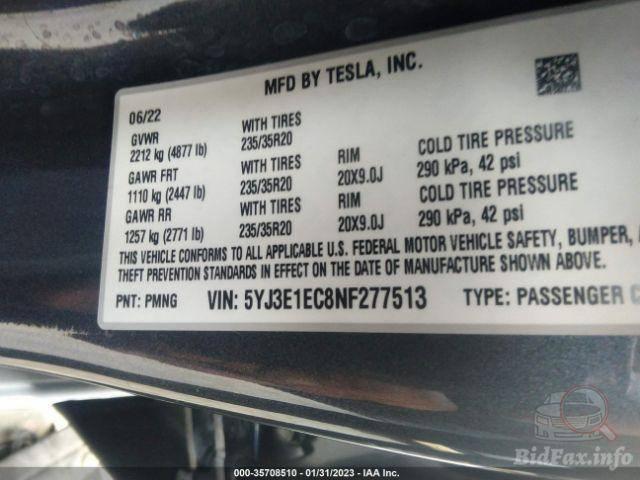 MFD BY TESLA, INC.
06/22
GVWR WITH TIRES
2212 kg (4877 lb) 235/35R20
GAWR FRT WITH TIRES RIM COLD TIRE PRESSURE
1110 kg (2447 lb) 235/35R20 20X9.0J 290 kPa, 42 psi
GAWR RR WITH TIRES RIM COLD TIRE PRESSURE
1257 kg (2771 lb) 235/35R20 20X9.0J 290 kPa, 42 psi
THIS VEHICLE CONFORMS TO ALL APPLICABLE U.S. FEDERAL MOTOR VEHICLE SAFETY, BUMPER,
THEFT PREVENTION STANDARDS IN EFFECT ON THE DATE OF MANUFACTURE SHOWN ABOVE.
PNT: PMNG VIN: 5YJ3E1EC8NF277513 TYPE: PASSENGER C
BidFax.info
000-35708510 - 01/31/2023 - IAA Inc.